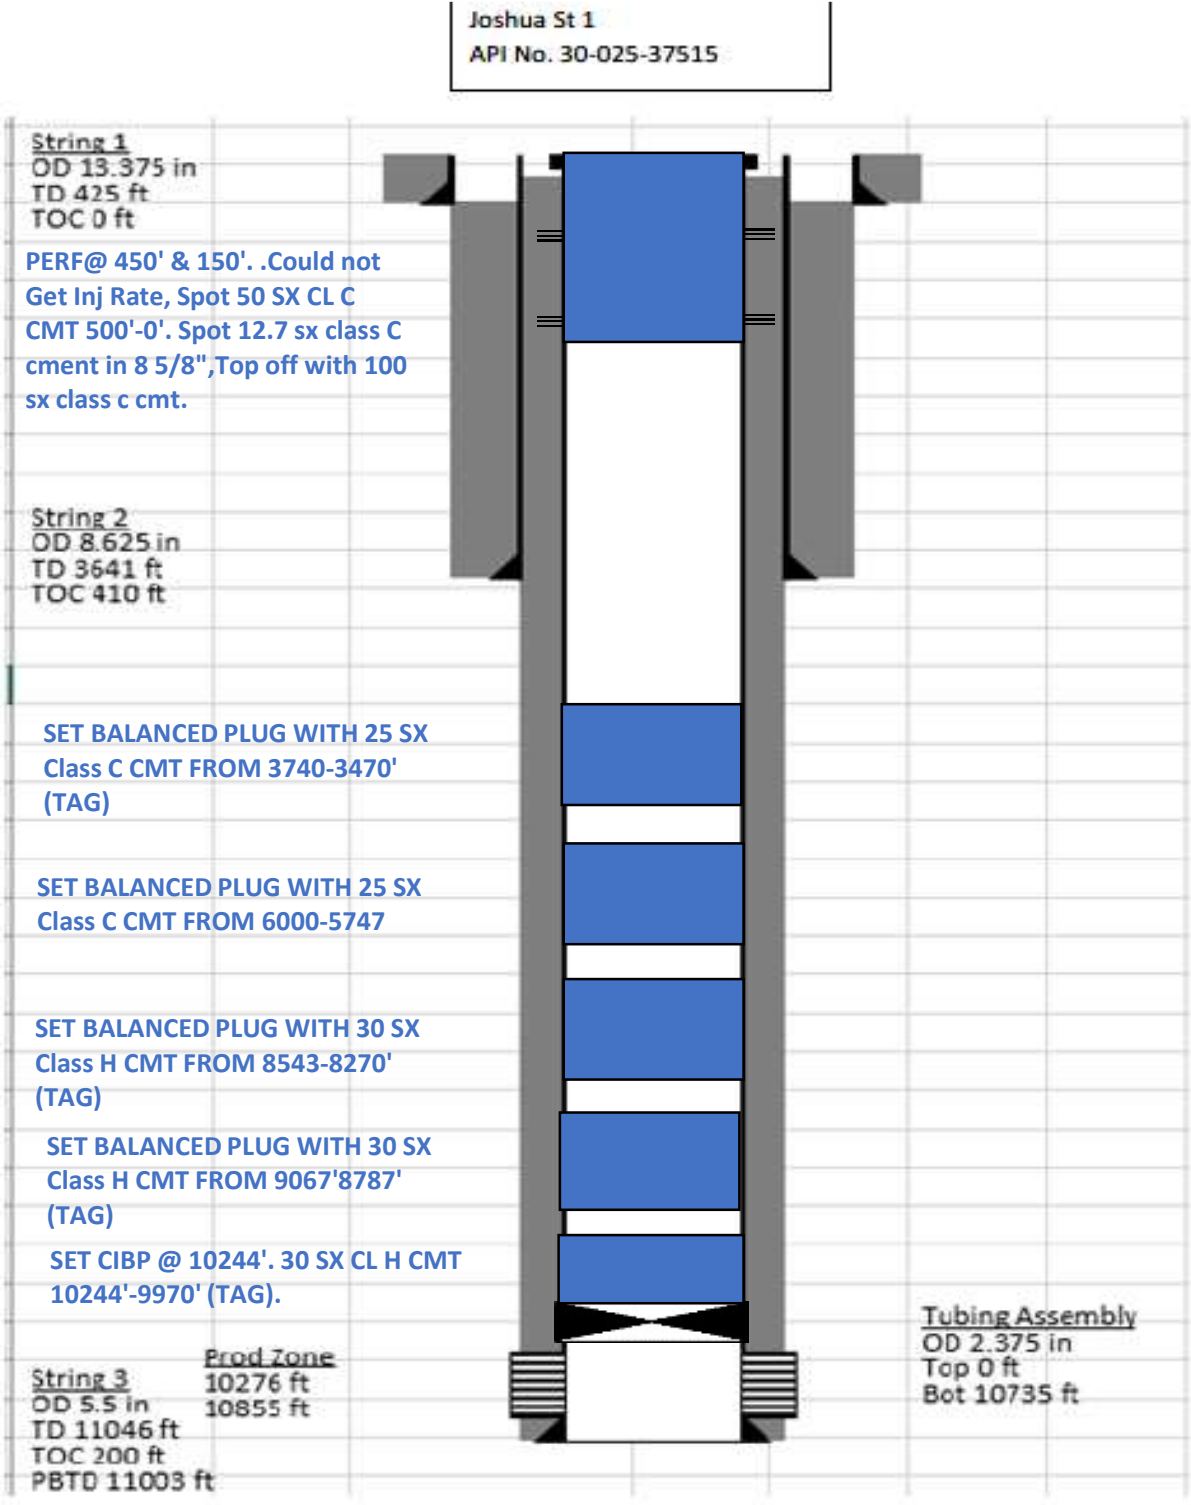 Joshua St 1
API No. 30-025-37515
String 1
OD 13.375 in
TD 425 ft
TOC 0 ft
PERF@ 450' & 150'. .Could not
Get Inj Rate, Spot 50 SX CL C
CMT 500'-0'. Spot 12.7 sx class C
cment in 8 5/8",Top off with 100
sx class c cmt.
String 2
OD 8.625 in
TD 3641 ft
TOC 410 ft
SET BALANCED PLUG WITH 25 SX
Class C CMT FROM 3740-3470'
(TAG)
SET BALANCED PLUG WITH 25 SX
Class C CMT FROM 6000-5747
SET BALANCED PLUG WITH 30 SX
Class H CMT FROM 8543-8270'
(TAG)
SET BALANCED PLUG WITH 30 SX
Class H CMT FROM 9067'8787'
(TAG)
SET CIBP @ 10244'. 30 SX CL H CMT
10244'-9970' (TAG).
String 3
OD 5.5 in
TD 11046 ft
TOC 200 ft
PBTD 11003 ft
Prod Zone
10276 ft
10855 ft
Tubing Assembly
OD 2.375 in
Top 0 ft
Bot 10735 ft